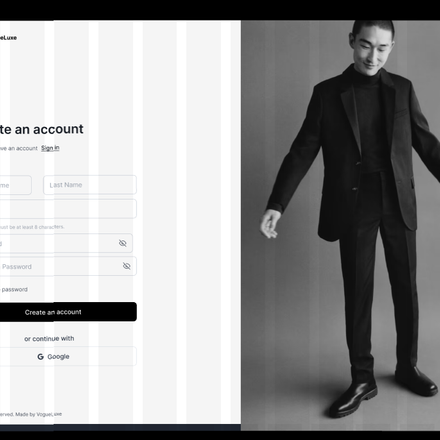 eLuxe
te an account
ve an account Sign in
me Last Name
ust be at least 8 characters
Password
password
Create an account
or continue with
Google
erved. Made by VogueLuxe